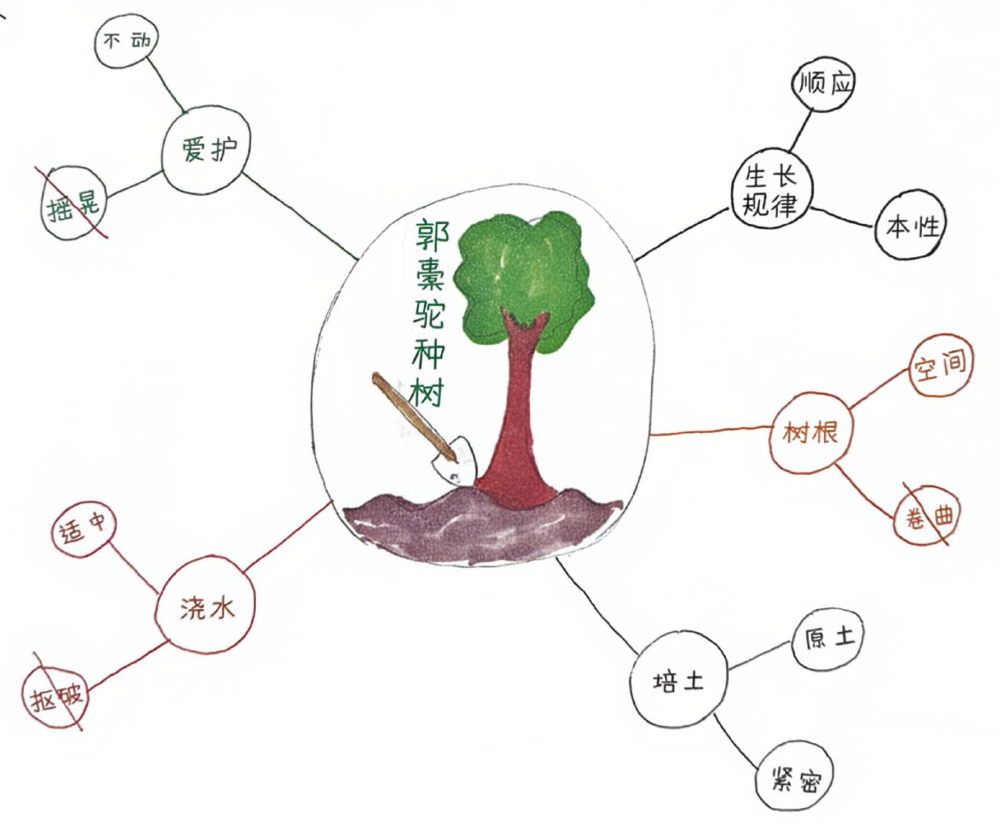 郭橐驼种树
爱护
不动
摇晃
生长
规律
顺应
本性
树根
空间
卷曲
培土
原土
紧密
浇水
适中
抠破